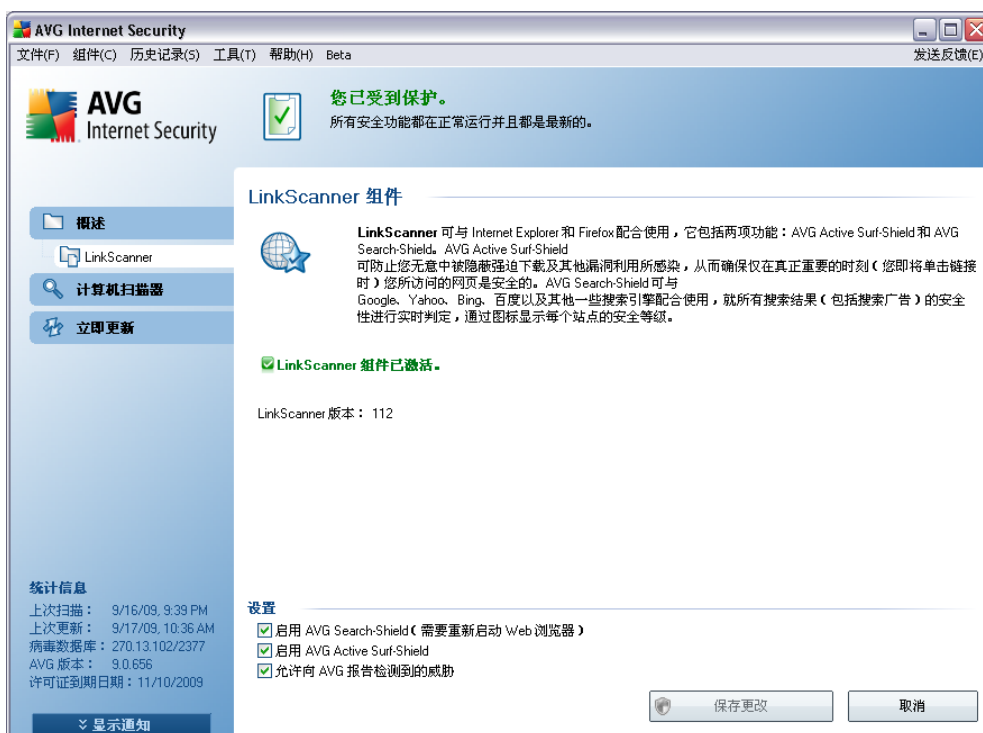 AVG Internet Security
文件(F) 组件(C) 历史记录(S) 工具(T) 帮助(H) Beta 发送反馈(E)
AVG
Internet Security
您已受到保护。
所有安全功能都在正常运行并且都是最新的。
概述
LinkScanner
计算机扫描器
立即更新
LinkScanner 组件
LinkScanner 可与 Internet Explorer 和 Firefox 配合使用，它包括两项功能：AVG Active Surf-Shield 和 AVG
Search-Shield。AVG Active Surf-Shield
可防止您无意中被隐蔽强迫下载及其他漏洞利用所感染，从而确保仅在真正重要的时刻（您即将单击链接
时）您所访问的网页是安全的。AVG Search-Shield 可与
Google、Yahoo、Bing、百度以及其他一些搜索引擎配合使用，就所有搜索结果（包括搜索广告）的安全
性进行实时判定，通过图标显示每个站点的安全等级。
LinkScanner 组件已激活。
LinkScanner 版本： 112
统计信息
上次扫描： 9/16/09, 9:39 PM
上次更新： 9/17/09, 10:36 AM
病毒数据库：270.13.102/2377
AVG 版本： 9.0.656
许可证到期日期：11/10/2009
显示通知
设置
启用 AVG Search-Shield（需要重新启动 Web 浏览器）
启用 AVG Active Surf-Shield
允许向 AVG 报告检测到的威胁
保存更改
取消